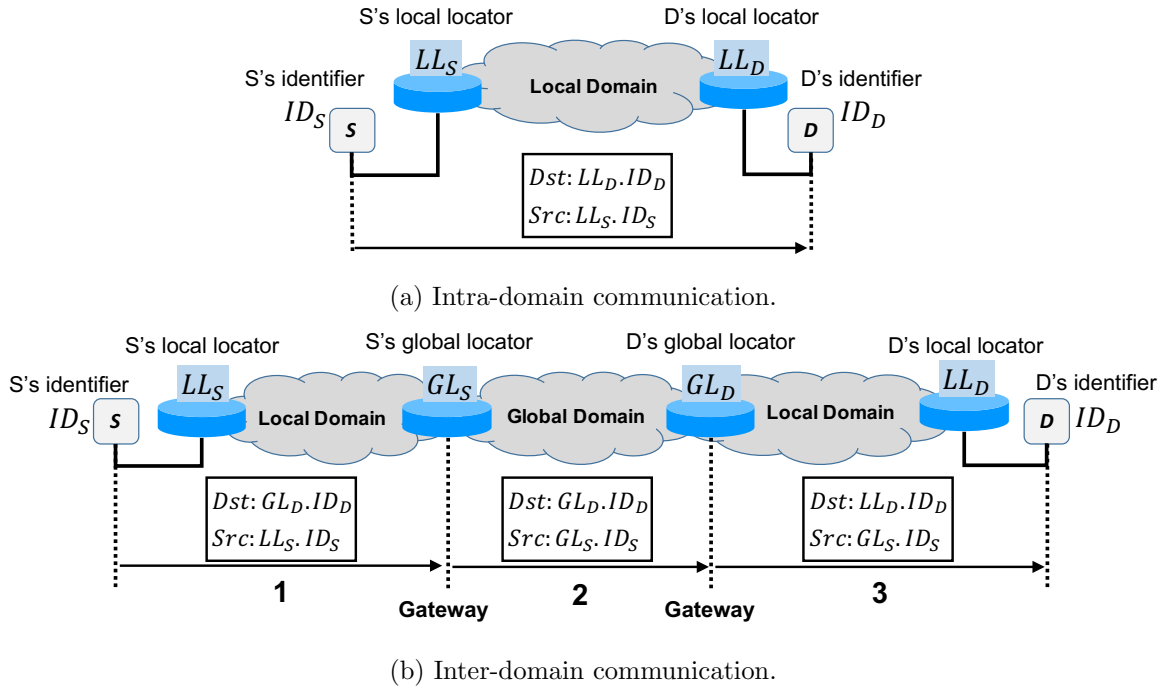 S's local locator
D's local locator
LL_S
LL_D
S's identifier
Local Domain
D's identifier
ID_S
S
D
ID_D
Dst: LL_D.ID_D
Src: LL_S.ID_S
(a) Intra-domain communication.
S's local locator
S's global locator
D's global locator
D's local locator
S's identifier
LL_S
GL_S
GL_D
LL_D
D's identifier
ID_S
S
Local Domain
Global Domain
Local Domain
D
ID_D
Dst: GL_D.ID_D
Src: LL_S.ID_S
Dst: GL_D.ID_D
Src: GL_S.ID_S
Dst: LL_D.ID_D
Src: GL_S.ID_S
1
2
3
Gateway
Gateway
(b) Inter-domain communication.